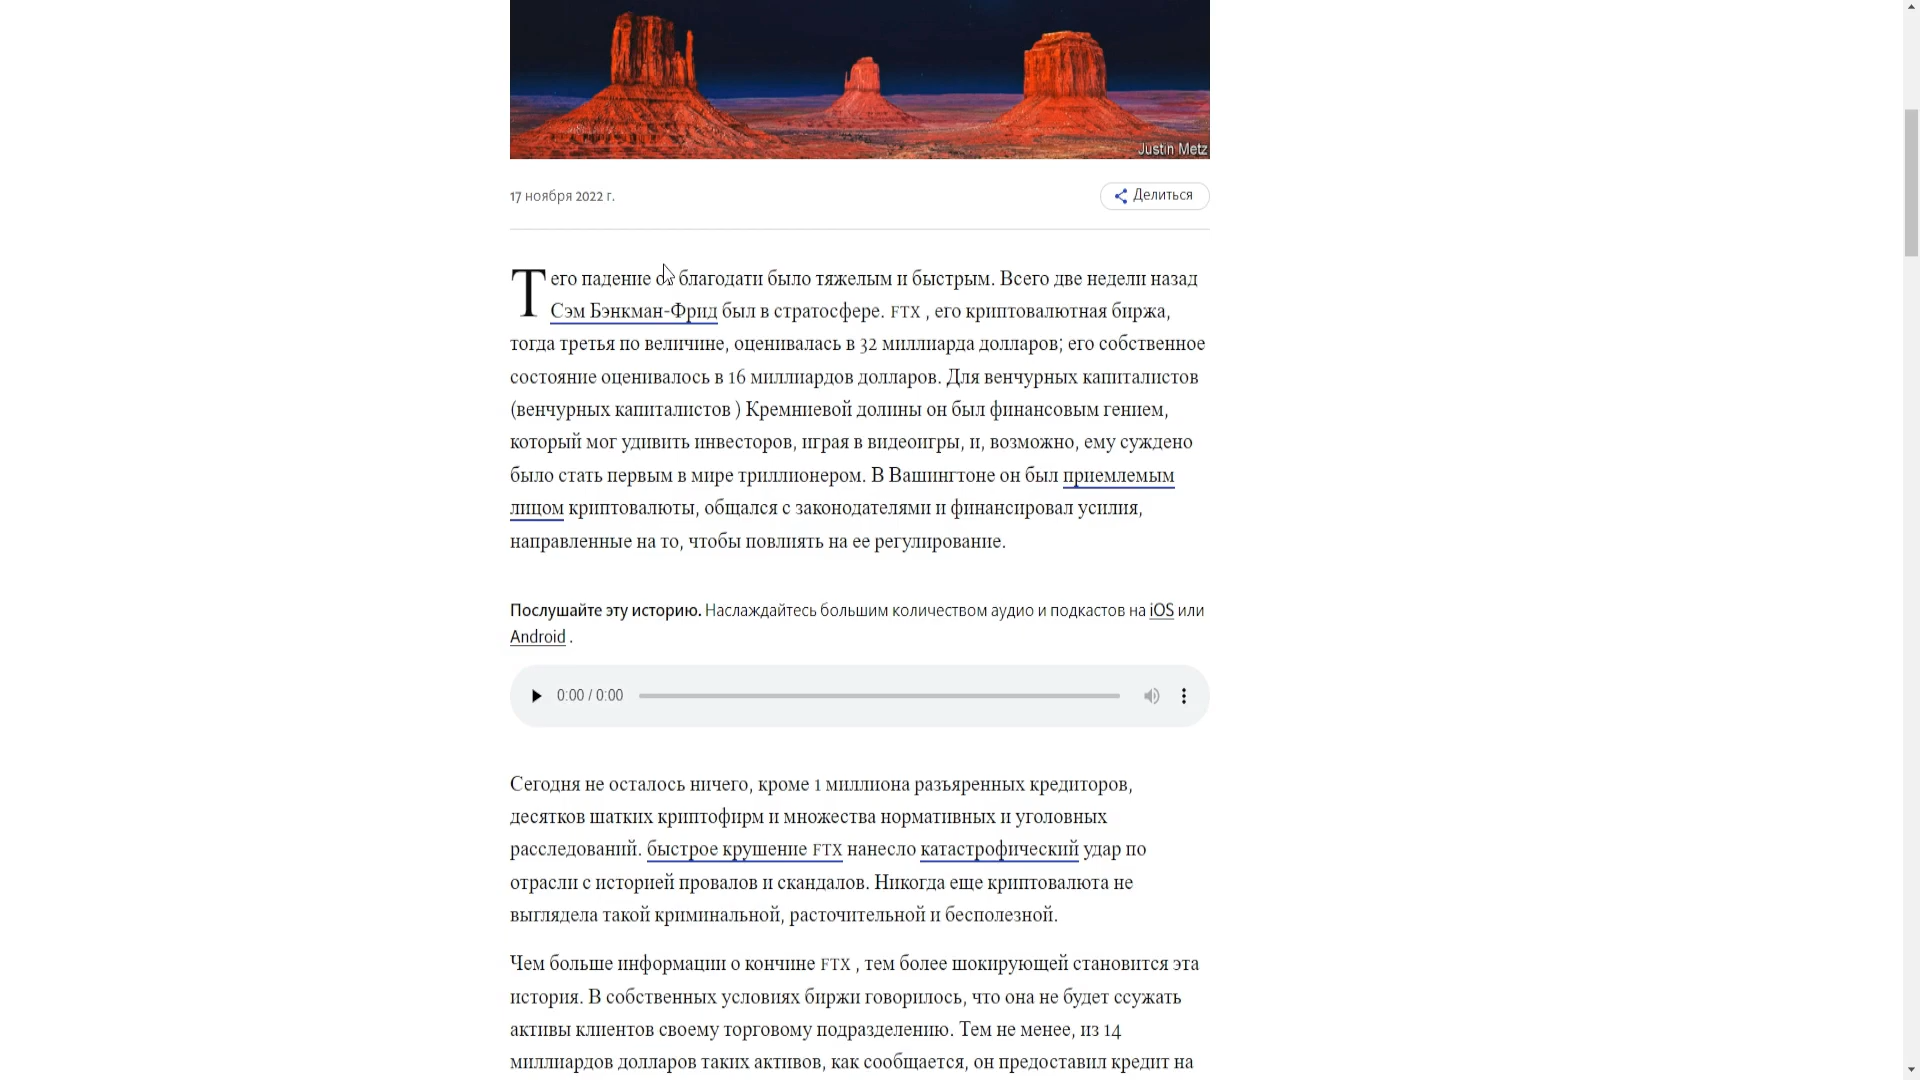 Justin Metz
17 ноября 2022 г.
Делиться
Т его падение от благодати было тяжелым и быстрым. Всего две недели назад
Сэм Бэнкман-Фрид был в стратосфере. FTX , его криптовалютная биржа,
тогда третья по величине, оценивалась в 32 миллиарда долларов; его собственное
состояние оценивалось в 16 миллиардов долларов. Для венчурных капиталистов
(венчурных капиталистов ) Кремниевой долины он был финансовым гением,
который мог удивить инвесторов, играя в видеоигры, и, возможно, ему суждено
было стать первым в мире триллионером. В Вашингтоне он был приемлемым
лицом криптовалюты, общался с законодателями и финансировал усилия,
направленные на то, чтобы повлиять на ее регулирование.
Послушайте эту историю. Наслаждайтесь большим количеством аудио и подкастов на iOS или
Android .
0:00 / 0:00
Сегодня не осталось ничего, кроме 1 миллиона разъяренных кредиторов,
десятков шатких криптофирм и множества нормативных и уголовных
расследований. быстрое крушение FTX нанесло катастрофический удар по
отрасли с историей провалов и скандалов. Никогда еще криптовалюта не
выглядела такой криминальной, расточительной и бесполезной.
Чем больше информации о кончине FTX , тем более шокирующей становится эта
история. В собственных условиях биржи говорилось, что она не будет ссужать
активы клиентов своему торговому подразделению. Тем не менее, из 14
миллиардов долларов таких активов, как сообщается, он предоставил кредит на